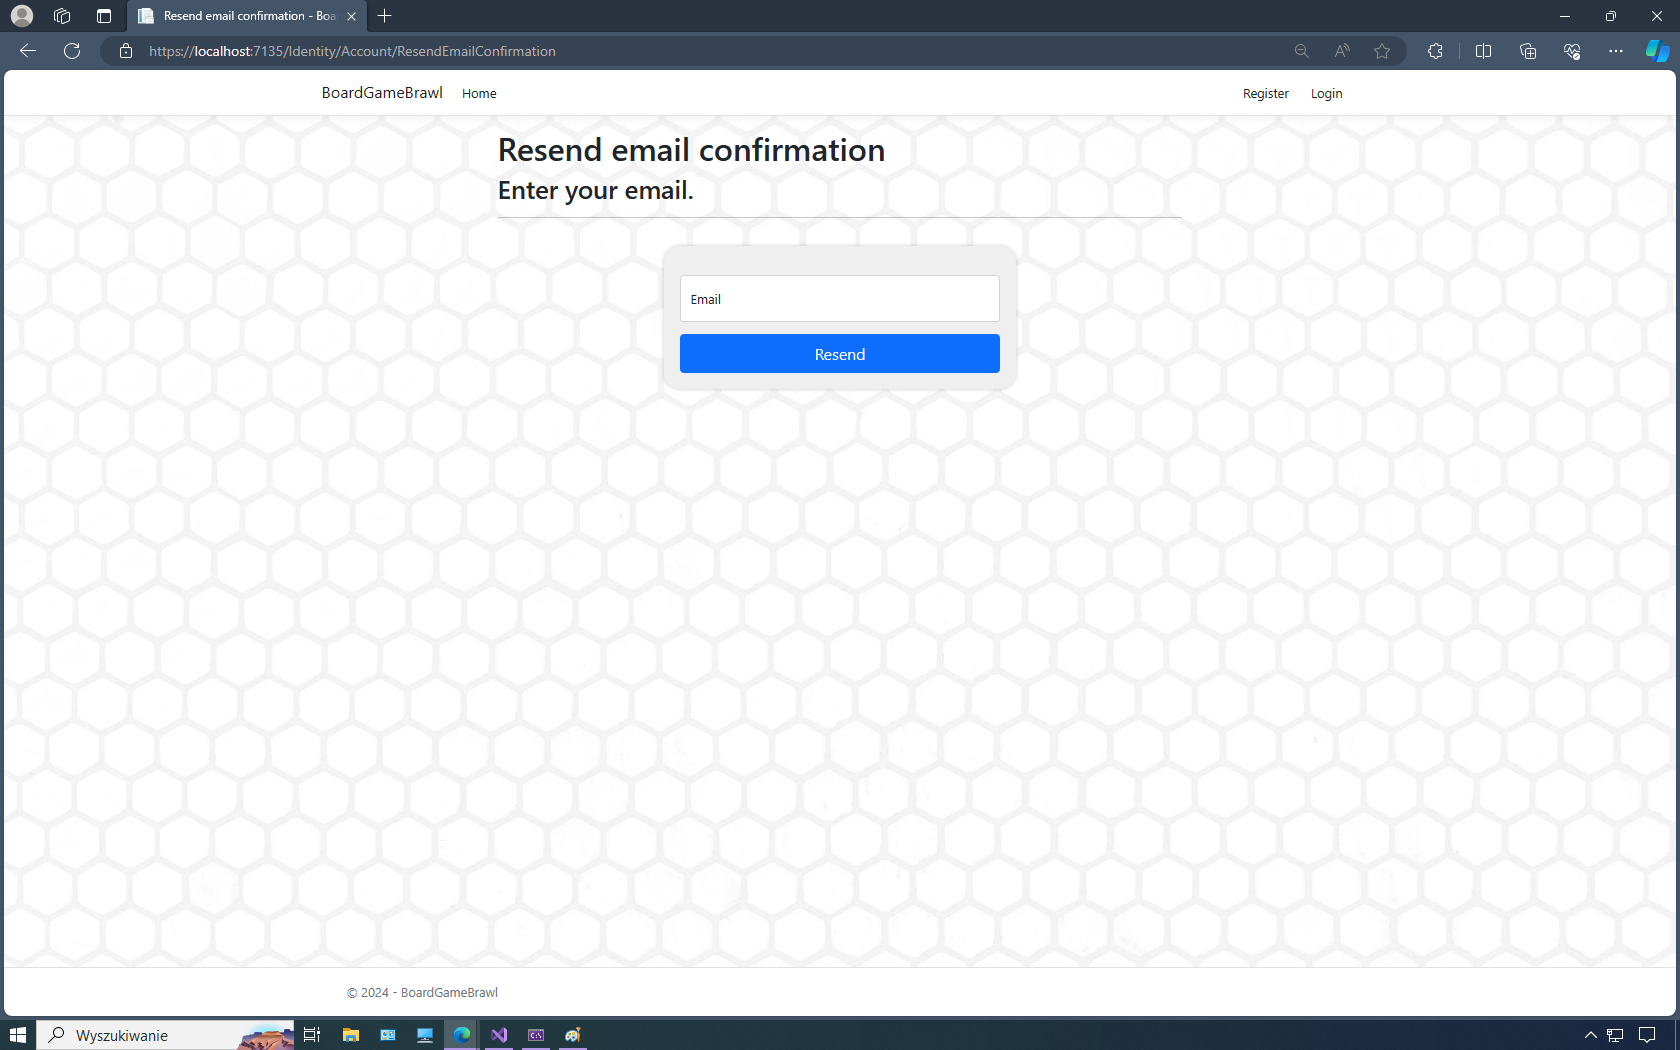 Resend email confirmation - Boa
https://localhost:7135/Identity/Account/ResendEmailConfirmation
BoardGameBrawl Home Register Login
Resend email confirmation
Enter your email.
Email
Resend
© 2024 - BoardGameBrawl
Wyszukiwanie